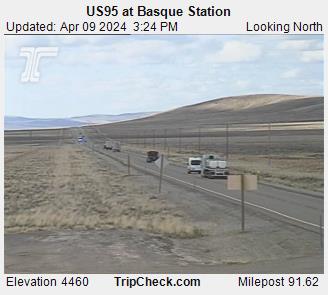 US95 at Basque Station
Updated: Apr 09 2024 3:24 PM Looking North
Elevation 4460 TripCheck.com Milepost 91.62